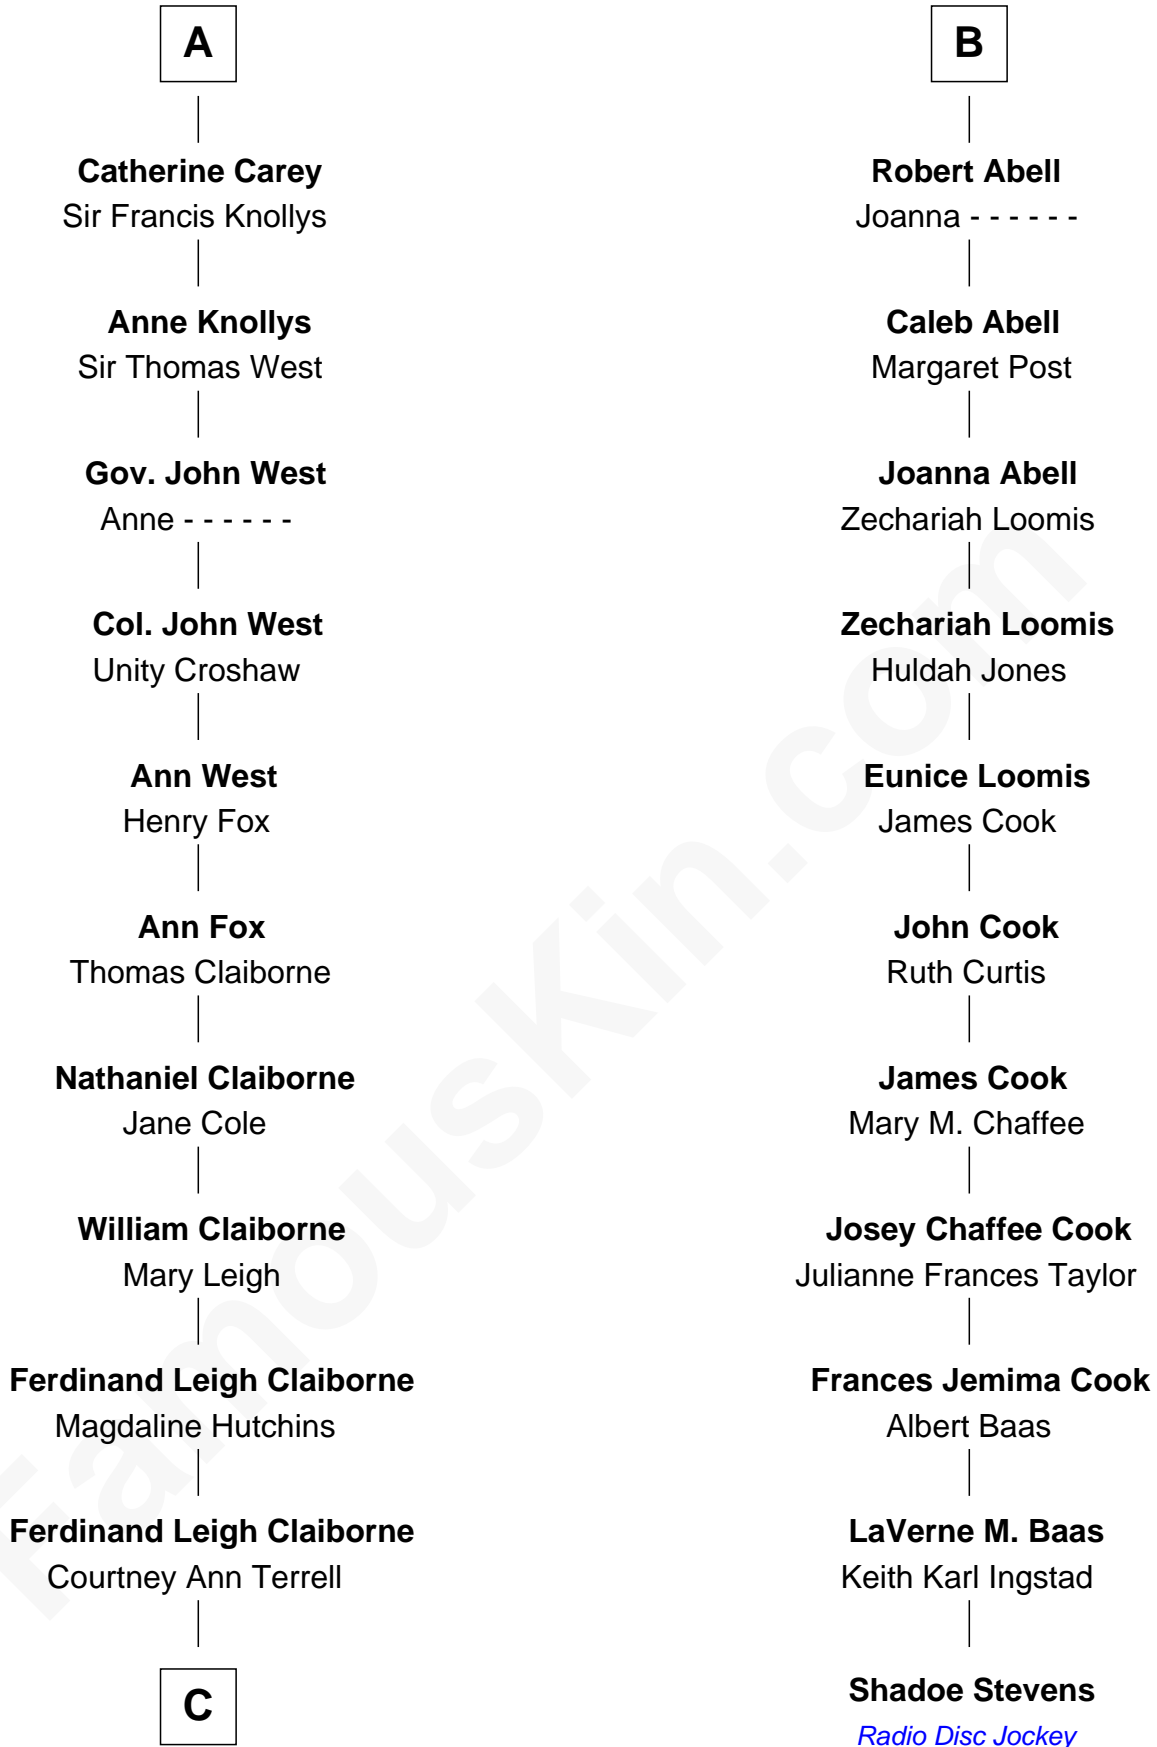 A
Catherine Carey
Sir Francis Knollys
Anne Knollys
Sir Thomas West
Gov. John West
Anne - - - - - -
Col. John West
Unity Croshaw
Ann West
Henry Fox
Ann Fox
Thomas Claiborne
Nathaniel Claiborne
Jane Cole
William Claiborne
Mary Leigh
Ferdinand Leigh Claiborne
Magdaline Hutchins
Ferdinand Leigh Claiborne
Courtney Ann Terrell
C
B
Robert Abell
Joanna - - - - - -
Caleb Abell
Margaret Post
Joanna Abell
Zechariah Loomis
Zechariah Loomis
Huldah Jones
Eunice Loomis
James Cook
John Cook
Ruth Curtis
James Cook
Mary M. Chaffee
Josey Chaffee Cook
Julianne Frances Taylor
Frances Jemima Cook
Albert Baas
LaVerne M. Baas
Keith Karl Ingstad
Shadoe Stevens
Radio Disc Jockey
FamousKin.com